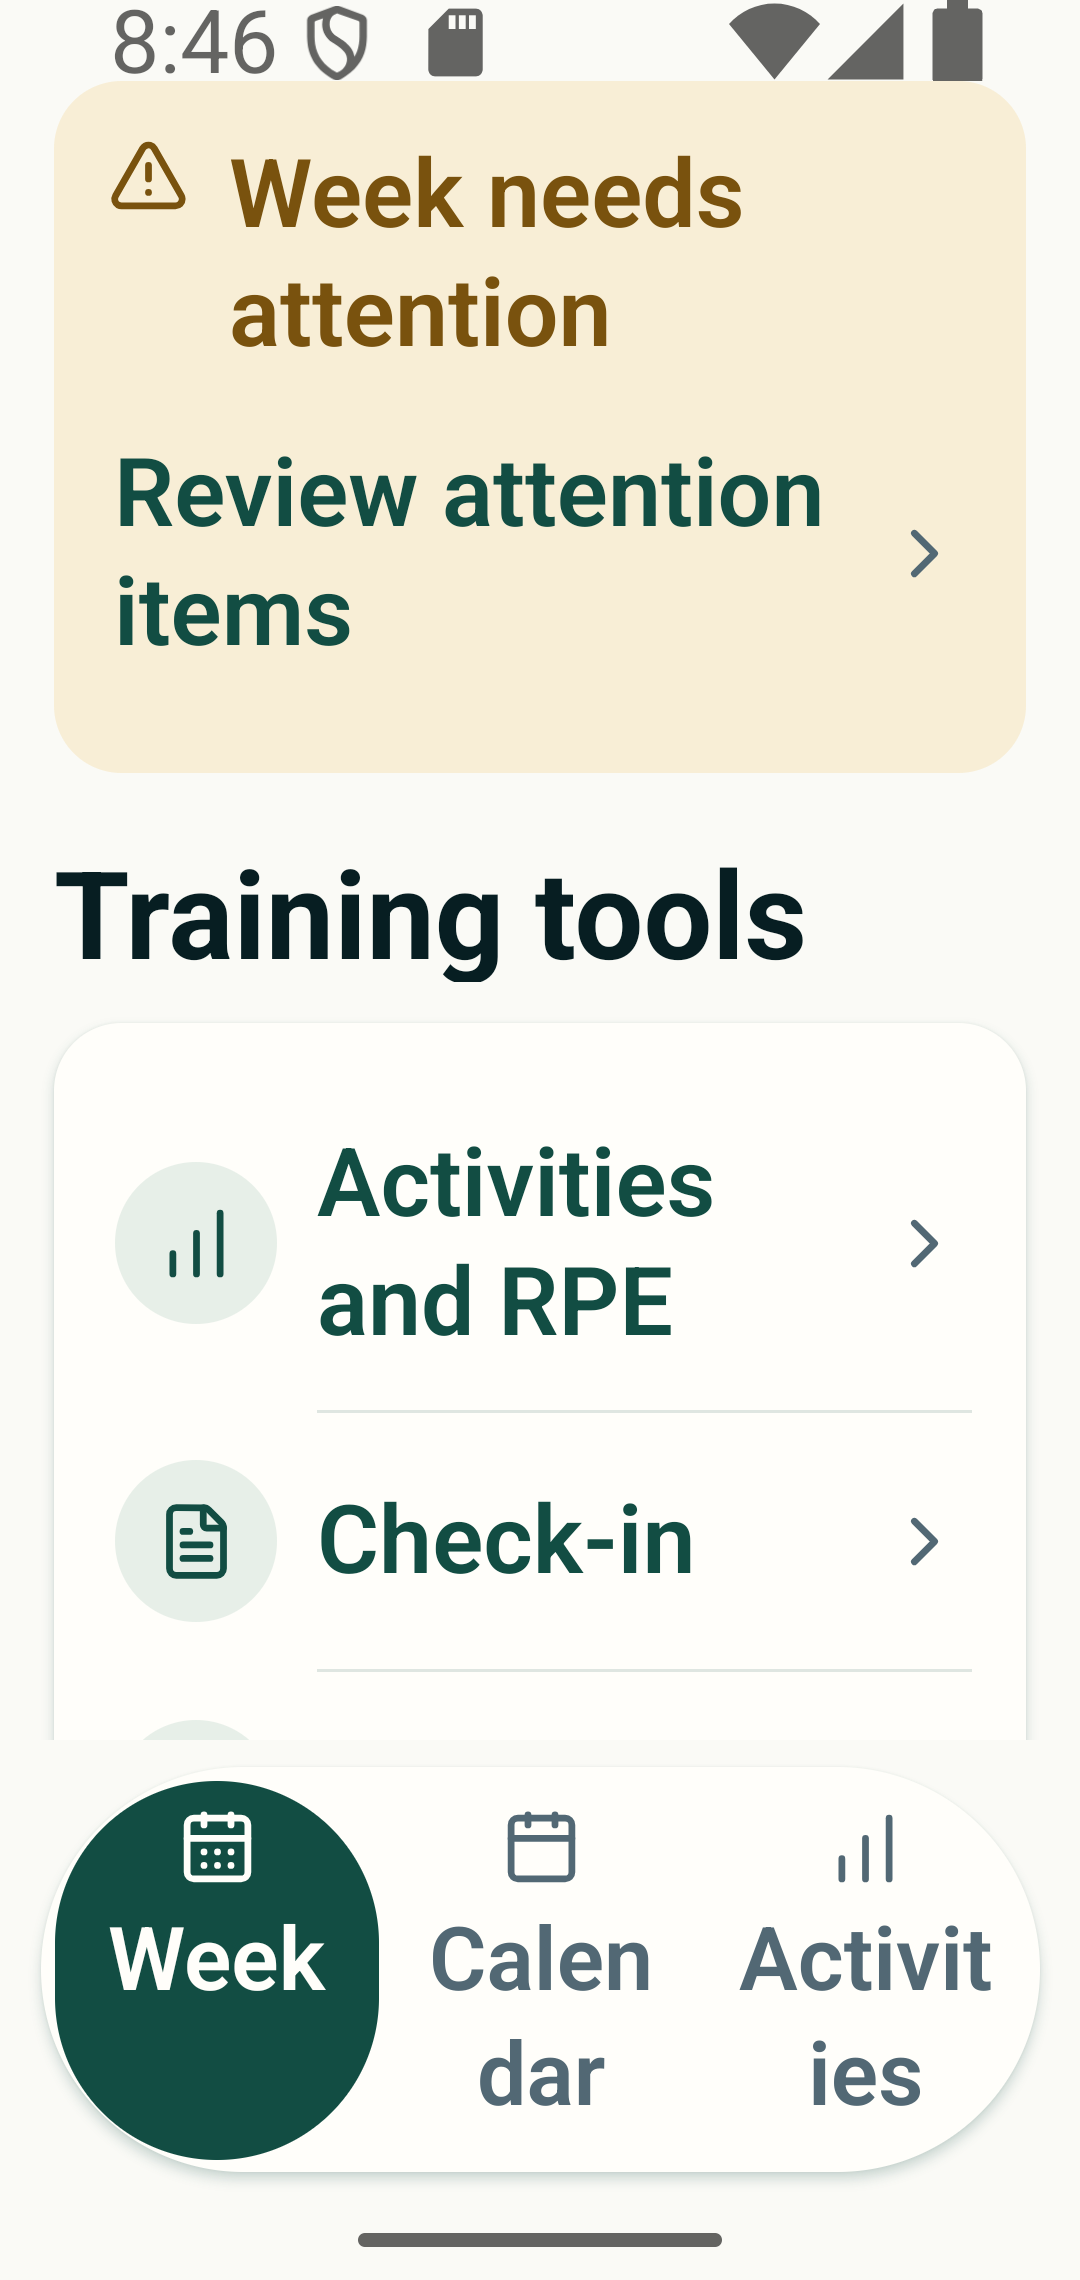 8:46
Week needs
attention
Review attention
items
Training tools
Activities
and RPE
Check-in
Week
Calen
dar
Activit
ies